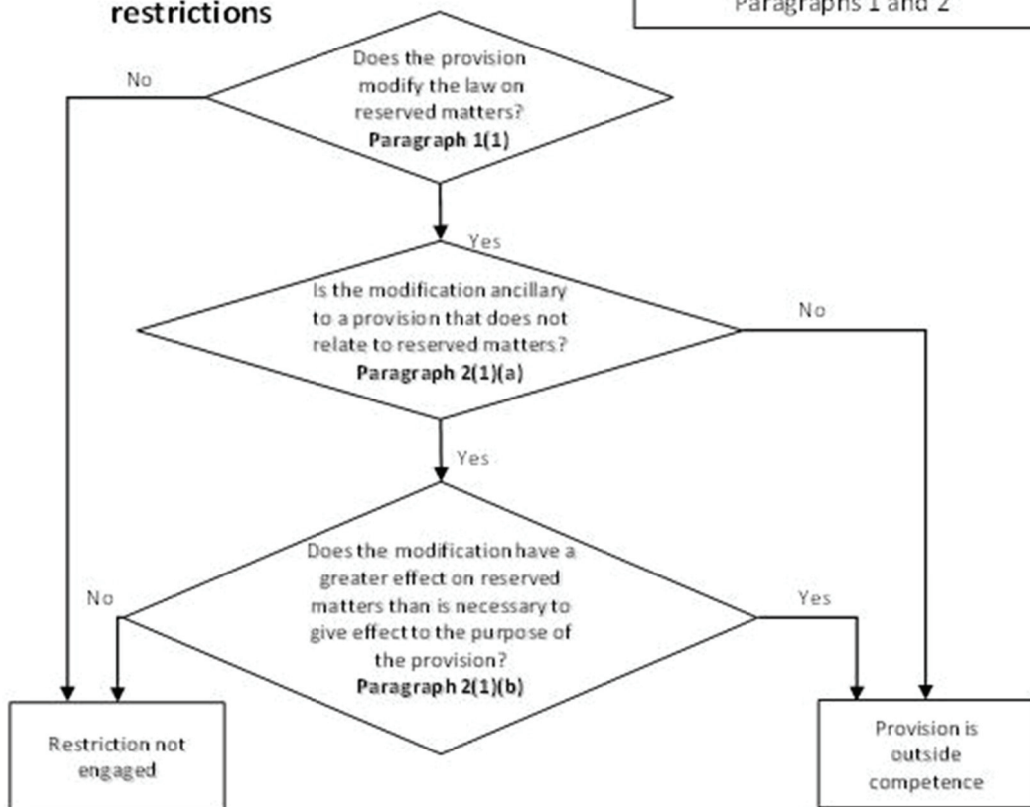 restrictions
Paragraphs 1 and 2
Does the provision
modify the law on
reserved matters?
Paragraph 1(1)
No
Yes
Is the modification ancillary
to a provision that does not
relate to reserved matters?
Paragraph 2(1)(a)
No
Yes
Does the modification have a
greater effect on reserved
matters than is necessary to
give effect to the purpose of
the provision?
Paragraph 2(1)(b)
No
Yes
Restriction not
engaged
Provision is
outside
competence